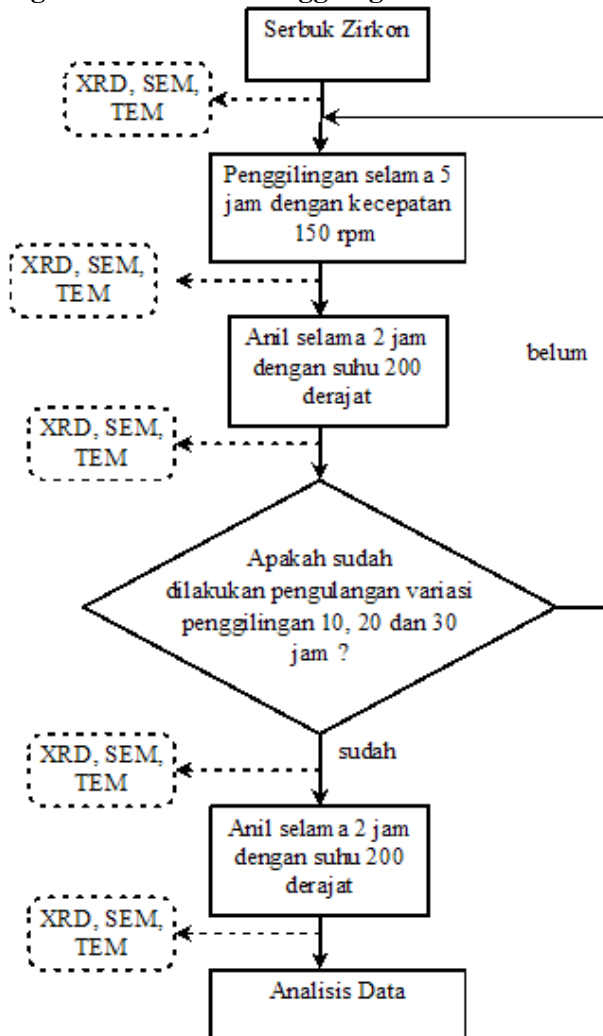 Serbuk Zirkon
XRD, SEM,
TEM
Penggilingan selama 5
jam dengan kecepatan
150 rpm
XRD, SEM,
TEM
Anil selama 2 jam
dengan suhu 200
derajat
belum
XRD, SEM,
TEM
Apakah sudah
dilakukan pengulangan variasi
penggilingan 10, 20 dan 30
jam ?
sudah
XRD, SEM,
TEM
Anil selama 2 jam
dengan suhu 200
derajat
XRD, SEM,
TEM
Analisis Data